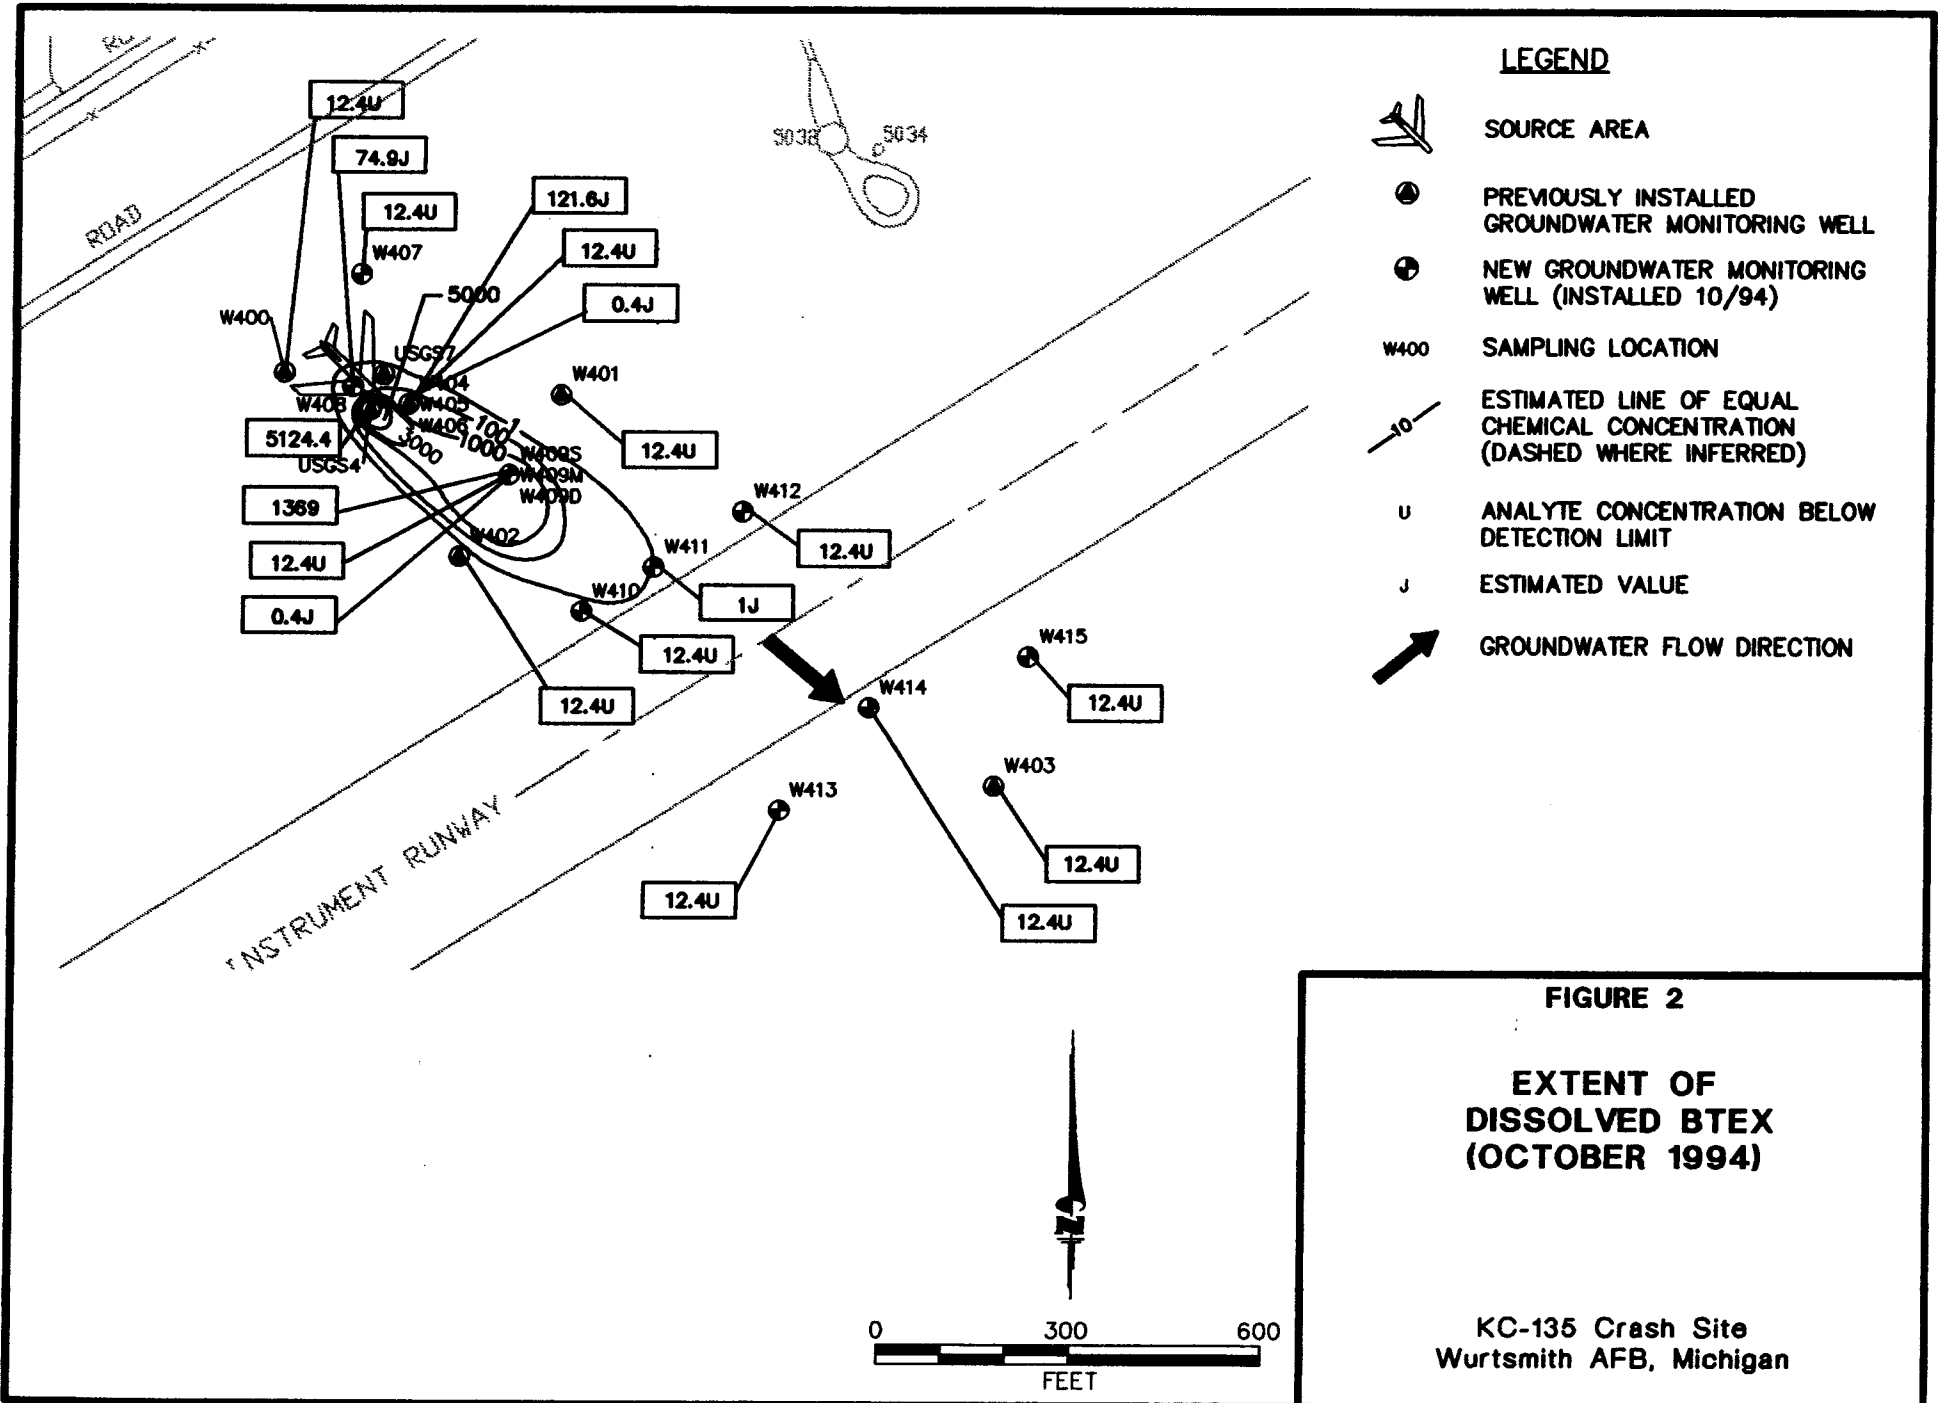 RO
12.4U
74.9J
12.4U
W407
ROAD
121.6J
12.4U
0.4J
5000
W400
USGS7
W404
W405
W406
W408
5124.4
USGS4
3000
1000
100
1
W401
12.4U
W409S
W409M
W409D
1369
12.4U
0.4J
W402
12.4U
W412
12.4U
W411
1J
W410
12.4U
W415
12.4U
W414
12.4U
W403
12.4U
W413
12.4U
5034
INSTRUMENT RUNWAY
LEGEND
SOURCE AREA
PREVIOUSLY INSTALLED
GROUNDWATER MONITORING WELL
NEW GROUNDWATER MONITORING
WELL (INSTALLED 10/94)
W400 SAMPLING LOCATION
10
ESTIMATED LINE OF EQUAL
CHEMICAL CONCENTRATION
(DASHED WHERE INFERRED)
U ANALYTE CONCENTRATION BELOW
DETECTION LIMIT
J ESTIMATED VALUE
GROUNDWATER FLOW DIRECTION
N
0 300 600
FEET
FIGURE 2
EXTENT OF
DISSOLVED BTEX
(OCTOBER 1994)
KC-135 Crash Site
Wurtsmith AFB, Michigan